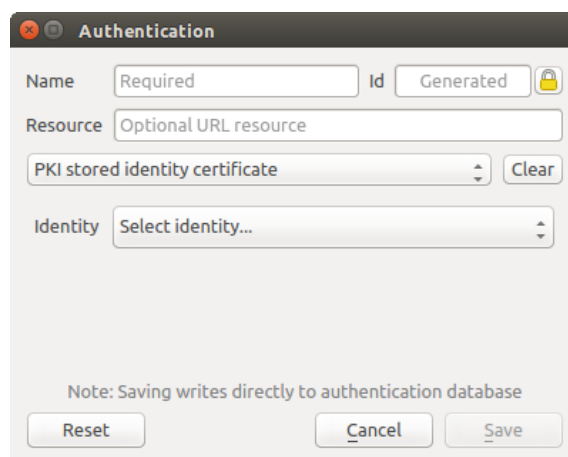 Authentication
Name Required Id Generated
Resource Optional URL resource
PKI stored identity certificate Clear
Identity Select identity...
Note: Saving writes directly to authentication database
Reset Cancel Save